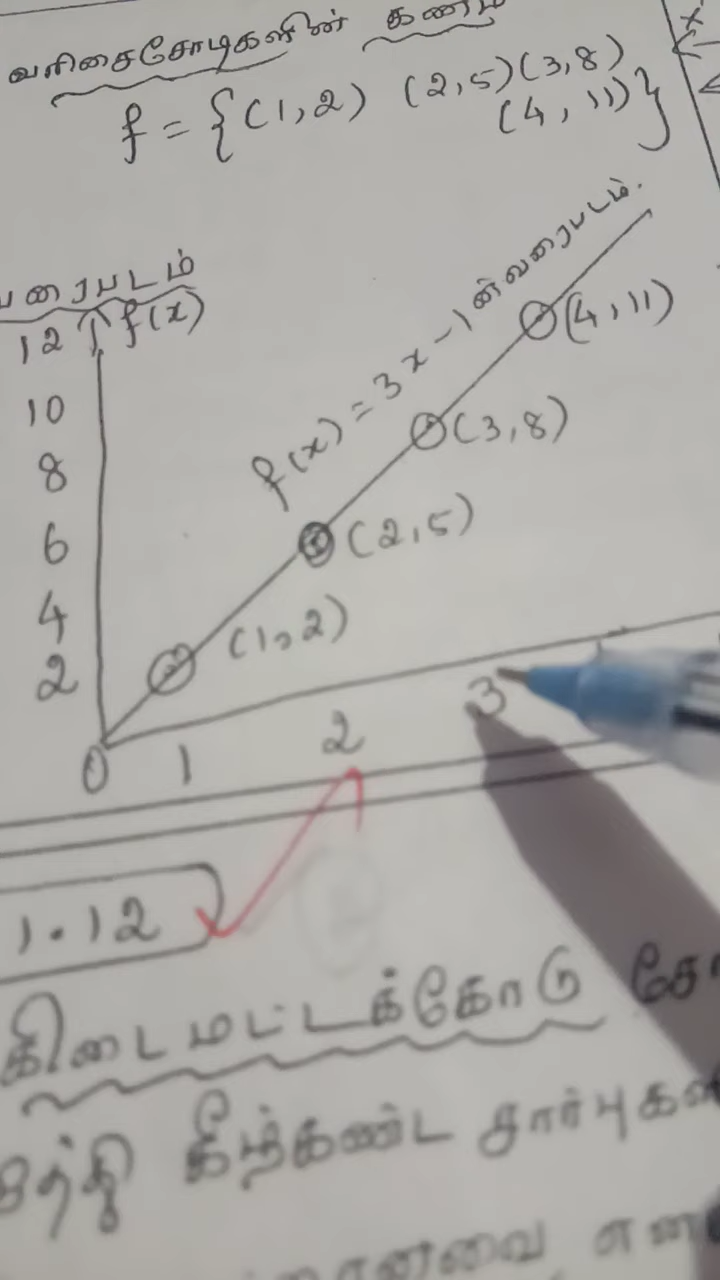 வரிசைசோடிகளின் கணம்
f = {(1,2) (2,5)(3,8)
(4,11)}
வரைபடம்
f(x)
12
10
8
6
4
2
0
1
2
3
f(x) = 3x-1ன் வரைபடம்.
(4,11)
(3,8)
(2,5)
(1,2)
1.12
கிடைமட்டக்கோடு
கீழ்கண்ட